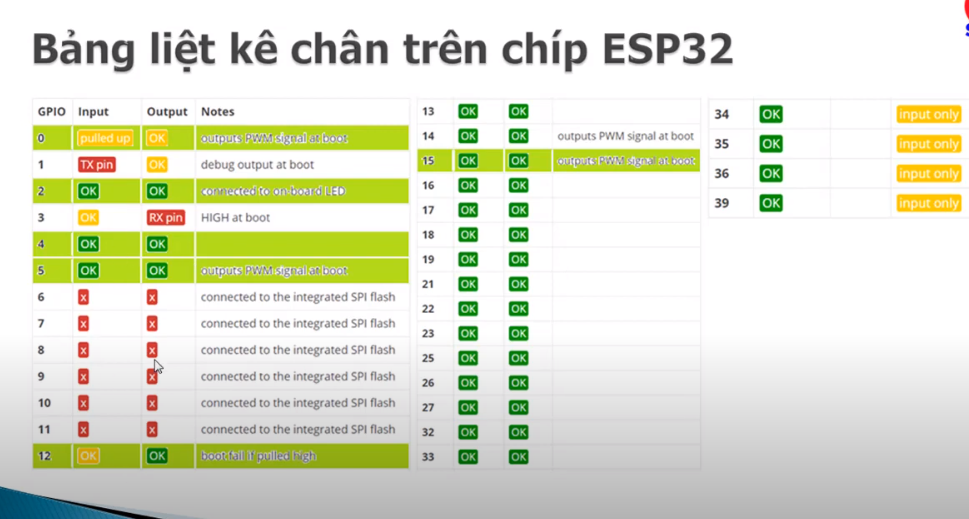 Bảng liệt kê chân trên chíp ESP32
GPIO Input Output Notes
0 pulled up OK outputs PWM signal at boot
1 TX pin OK debug output at boot
2 OK OK connected to on-board LED
3 OK RX pin HIGH at boot
4 OK OK
5 OK OK outputs PWM signal at boot
6 x x connected to the integrated SPI flash
7 x x connected to the integrated SPI flash
8 x x connected to the integrated SPI flash
9 x x connected to the integrated SPI flash
10 x x connected to the integrated SPI flash
11 x x connected to the integrated SPI flash
12 OK OK boot fail if pulled high
13 OK OK
14 OK OK outputs PWM signal at boot
15 OK OK outputs PWM signal at boot
16 OK OK
17 OK OK
18 OK OK
19 OK OK
21 OK OK
22 OK OK
23 OK OK
25 OK OK
26 OK OK
27 OK OK
32 OK OK
33 OK OK
34 OK input only
35 OK input only
36 OK input only
39 OK input only